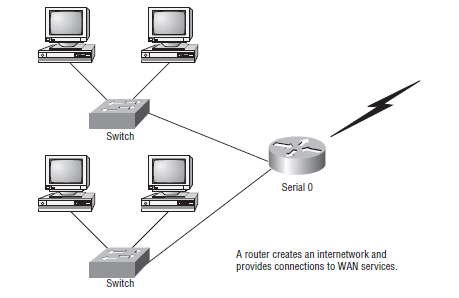 Switch
Serial 0
Switch
A router creates an internetwork and
provides connections to WAN services.